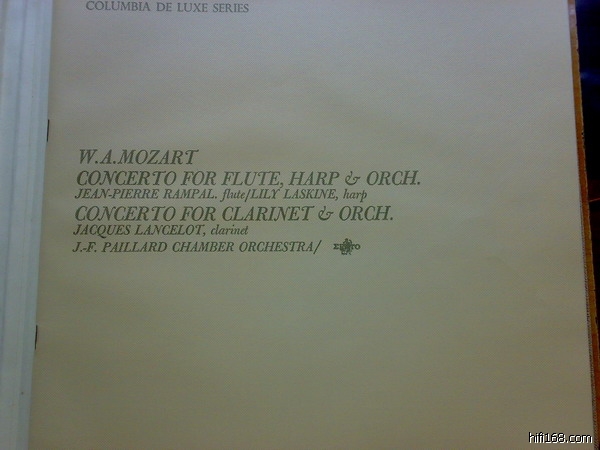 COLUMBIA DE LUXE SERIES
W.A.MOZART
CONCERTO FOR FLUTE, HARP & ORCH.
JEAN-PIERRE RAMPAL. flute/LILY LASKINE, harp
CONCERTO FOR CLARINET & ORCH.
JACQUES LANCELOT, clarinet
J.-F. PAILLARD CHAMBER ORCHESTRA/ ERATO
hifi168.com